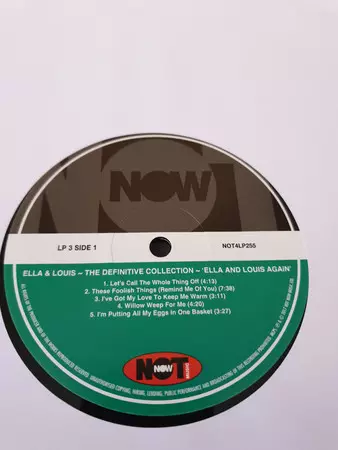 NOW
LP 3 SIDE 1
NOT4LP255
ELLA & LOUIS ~ THE DEFINITIVE COLLECTION ~ 'ELLA AND LOUIS AGAIN'
1. Let's Call The Whole Thing Off (4:13)
2. These Foolish Things (Remind Me Of You) (7:38)
3. I've Got My Love To Keep Me Warm (3:11)
4. Willow Weep For Me (4:20)
5. I'm Putting All My Eggs in One Basket (3:27)
NOT
NOW